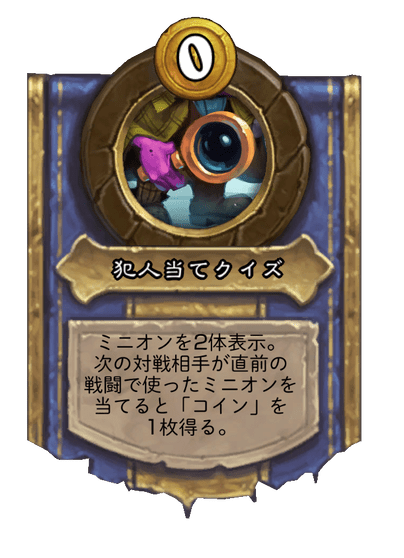 0
犯人当てクイズ
ミニオンを2体表示。
次の対戦相手が直前の
戦闘で使ったミニオンを
当てると「コイン」を
1枚得る。